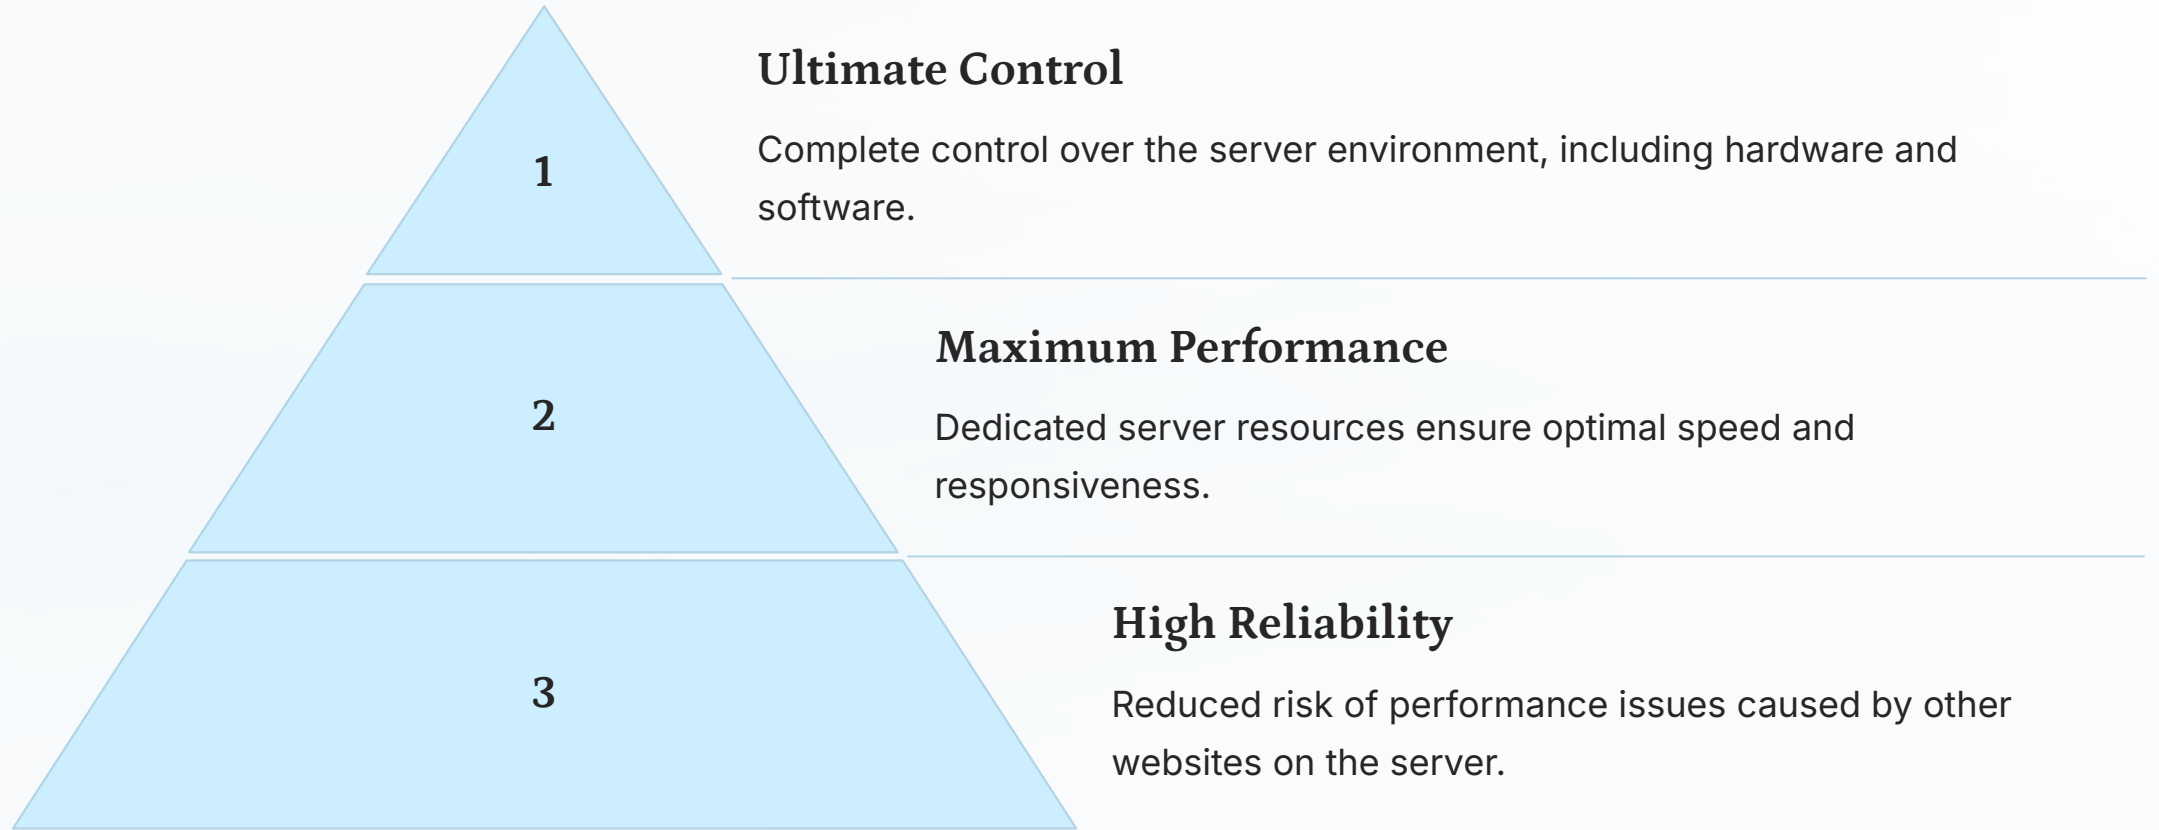 1
Ultimate Control
Complete control over the server environment, including hardware and
software.
2
Maximum Performance
Dedicated server resources ensure optimal speed and
responsiveness.
3
High Reliability
Reduced risk of performance issues caused by other
websites on the server.